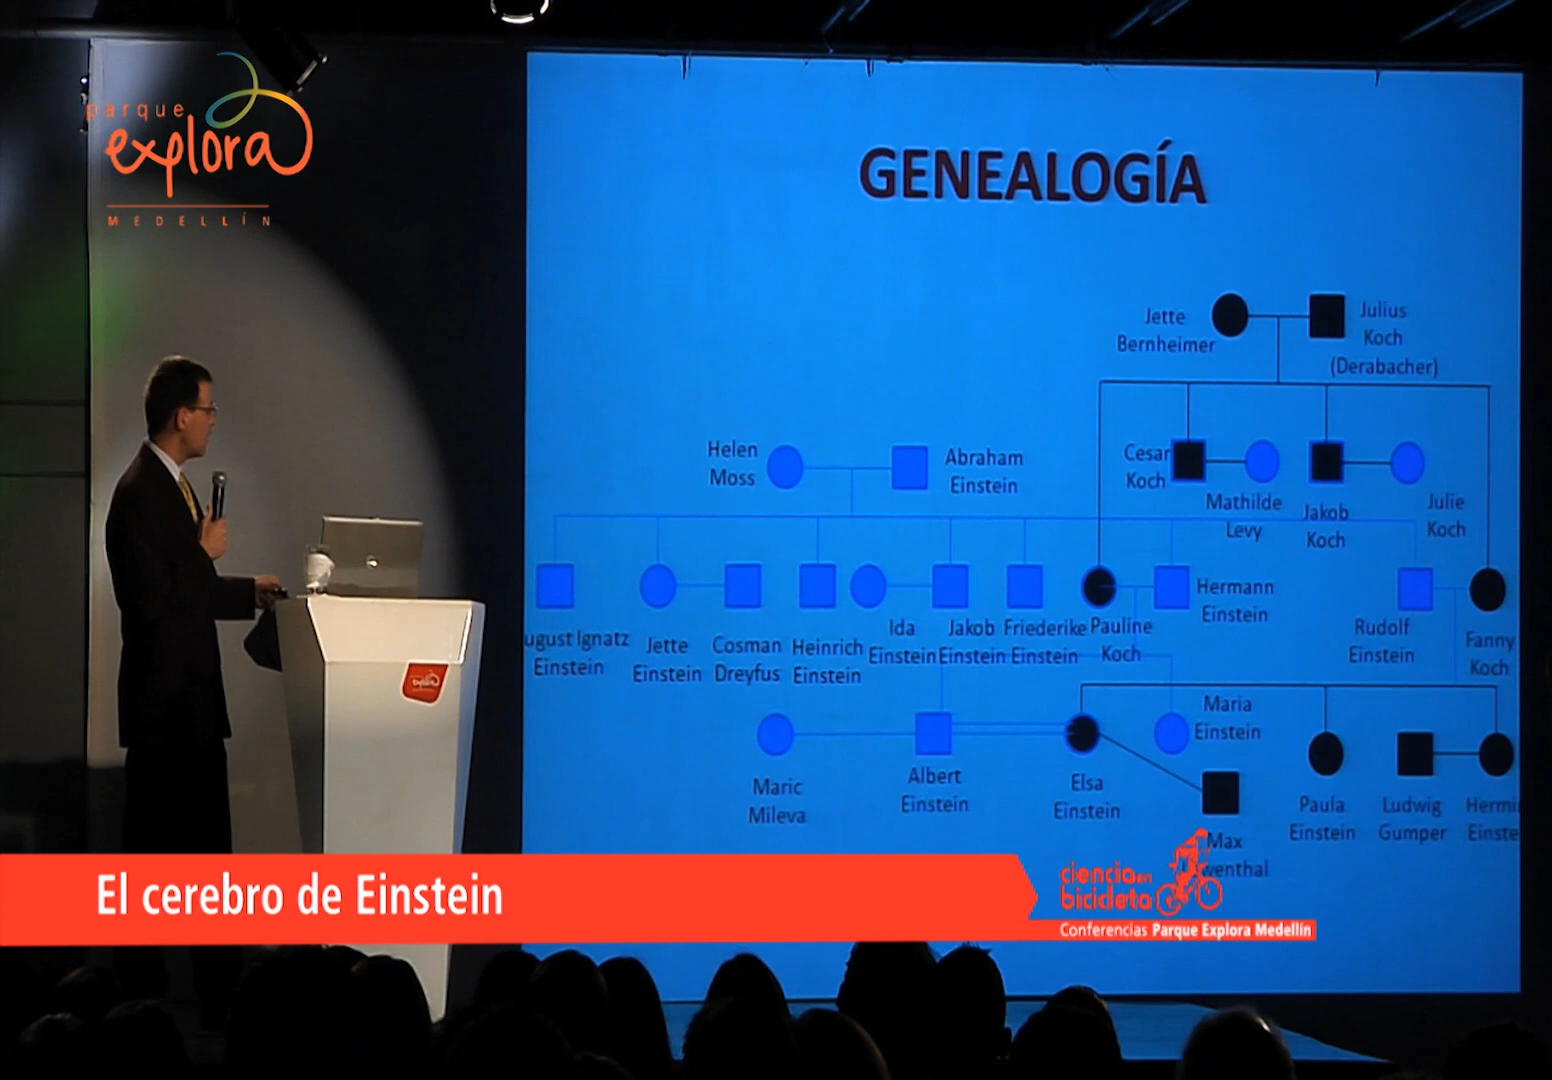 parque
explora
MEDELLÍN
GENEALOGÍA
Jette
Bernheimer
Julius
Koch
(Derabacher)
Helen
Moss
Abraham
Einstein
Cesar
Koch
Mathilde
Levy
Jakob
Koch
Julie
Koch
Hermann
Einstein
ugust Ignatz
Einstein
Jette
Einstein
Cosman
Dreyfus
Heinrich
Einstein
Ida
Einstein
Jakob
Einstein
Friederike
Einstein
Pauline
Koch
Rudolf
Einstein
Fanny
Koch
Maria
Einstein
Maric
Mileva
Albert
Einstein
Elsa
Einstein
Max
wenthal
Paula
Einstein
Ludwig
Gumper
Hermi
Einste
explora
El cerebro de Einstein
ciencia en
bicicleta
Conferencias Parque Explora Medellín